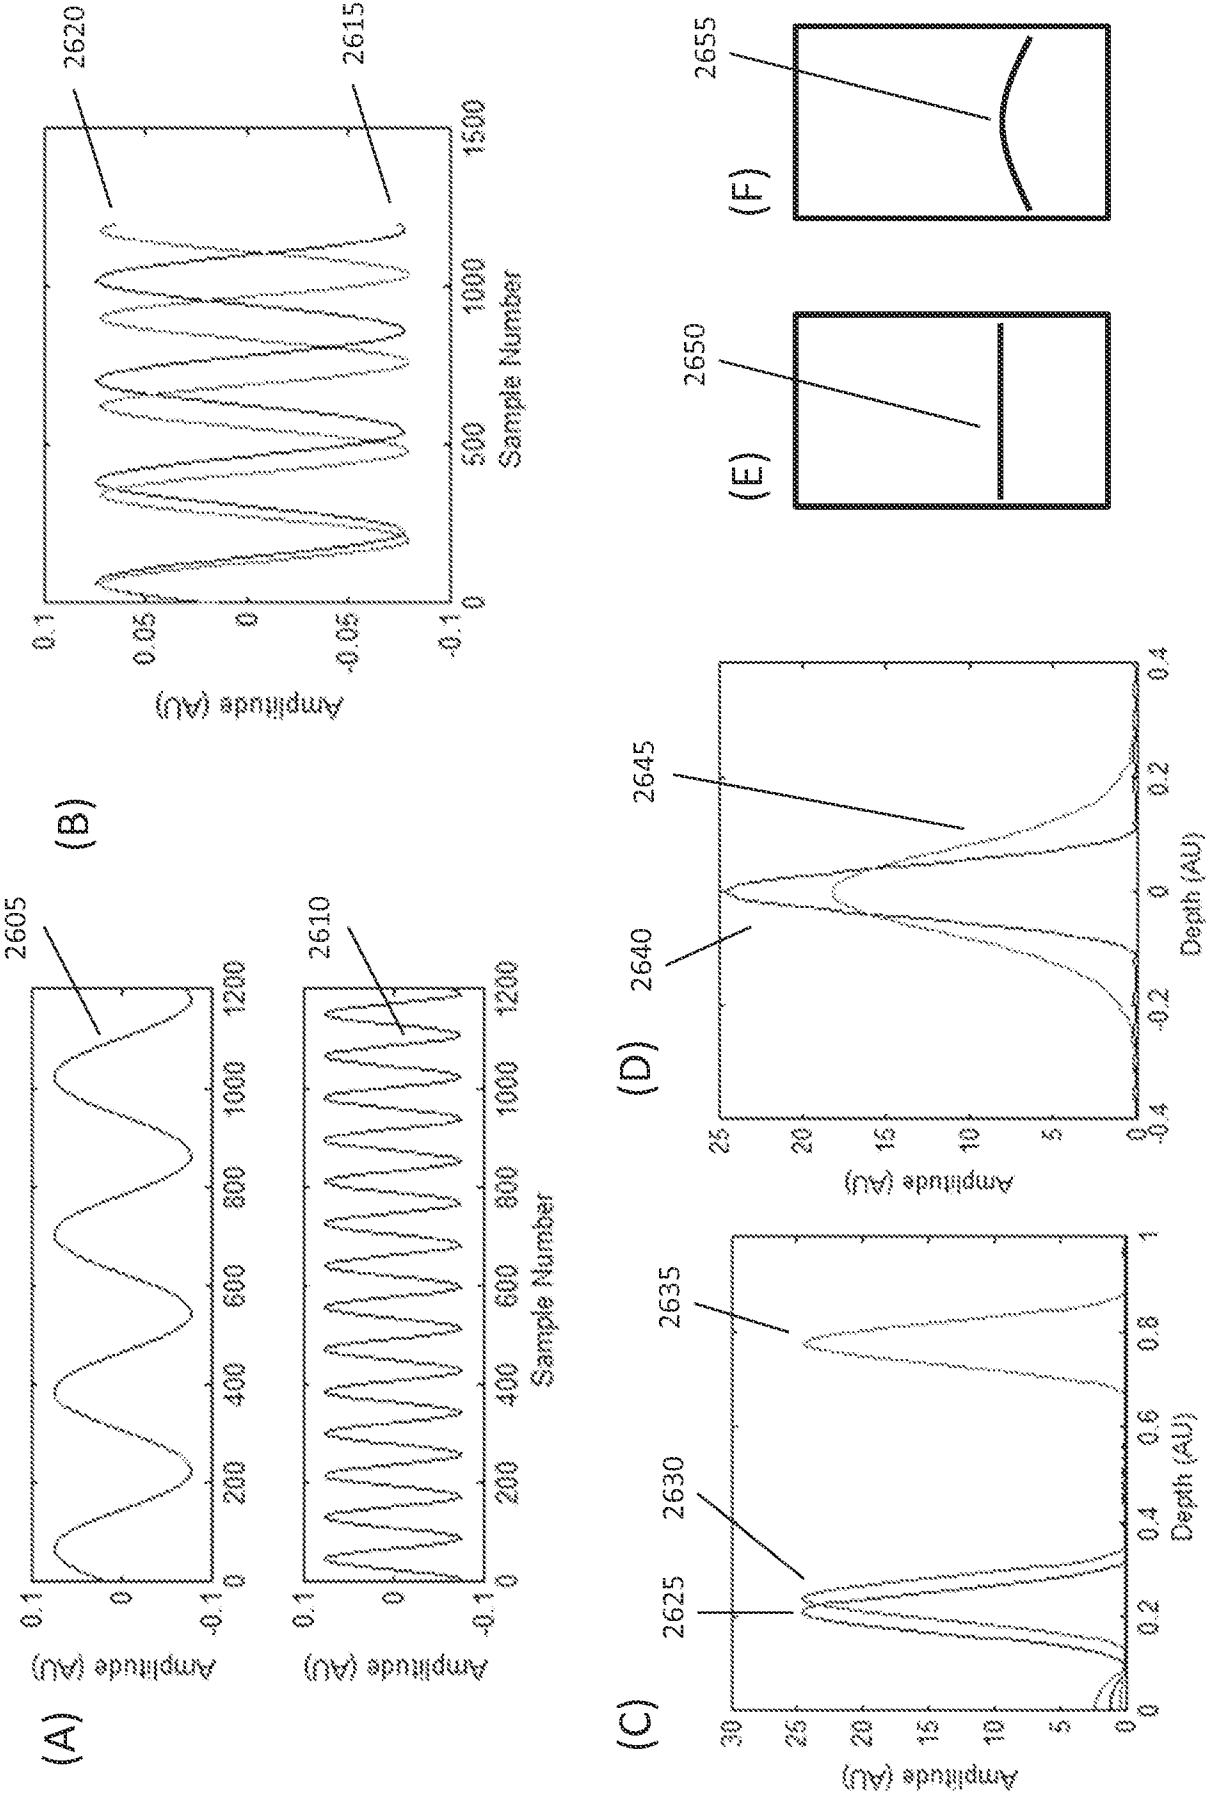 (A)
2605
Amplitude (AU)
0.1
0
-0.1
0 200 400 600 800 1000 1200
2610
Amplitude (AU)
0.1
0
-0.1
0 200 400 600 800 1000 1200
Sample Number
(B)
2620
2615
Amplitude (AU)
0.1
0.05
0
-0.05
-0.1
0 500 1000 1500
Sample Number
(C)
2625
2630
2635
Amplitude (AU)
30
25
20
15
10
5
0
0 0.2 0.4 0.6 0.8 1
Depth (AU)
(D)
2640
2645
Amplitude (AU)
25
20
15
10
5
0
-0.4 -0.2 0 0.2 0.4
Depth (AU)
(E)
2650
(F)
2655